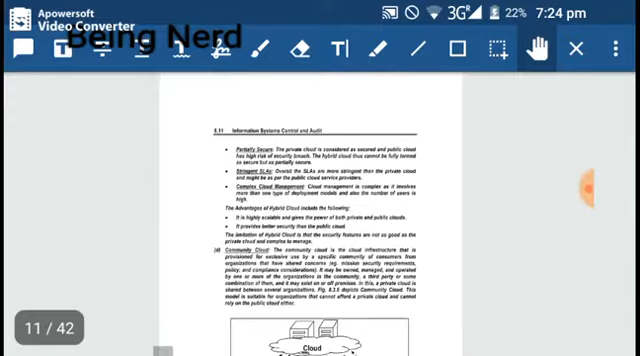 Apowersoft
Video Converter
3G R 22% 7:24 pm
Being Nerd
T T
8.11 Information Systems Control and Audit
• Partially Secure: The private cloud is considered as secured and public cloud
has high risk of security breach. The hybrid cloud thus cannot be fully termed
as secure but as partially secure.
• Stringent SLAs: Overall the SLAs are more stringent than the private cloud
and might be as per the public cloud service providers.
• Complex Cloud Management: Cloud management is complex as it involves
more than one type of deployment models and also the number of users is
high.
The Advantages of Hybrid Cloud include the following:
• It is highly scalable and gives the power of both private and public clouds.
• It provides better security than the public cloud.
The limitation of Hybrid Cloud is that the security features are not as good as the
private cloud and complex to manage.
(d) Community Cloud: The community cloud is the cloud infrastructure that is
provisioned for exclusive use by a specific community of consumers from
organizations that have shared concerns (eg. mission security requirements,
policy, and compliance considerations). It may be owned, managed, and operated
by one or more of the organizations in the community, a third party or some
combination of them, and it may exist on or off premises. In this, a private cloud is
shared between several organizations. Fig. 8.3.6 depicts Community Cloud. This
model is suitable for organizations that cannot afford a private cloud and cannot
rely on the public cloud either.
11 / 42
Cloud